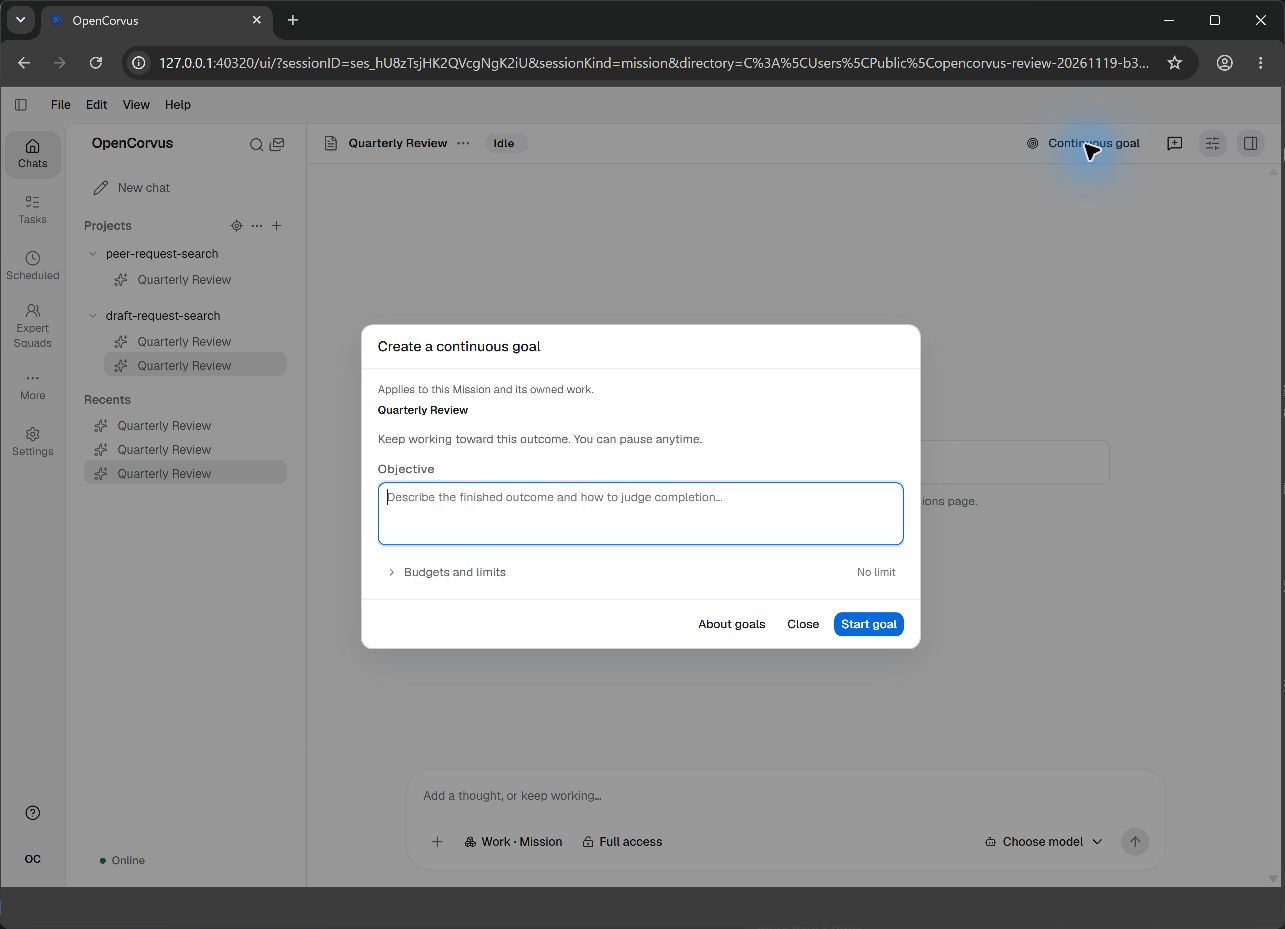 OpenCorvus
127.0.0.1:40320/ui/?sessionID=ses_hU8zTsjHK2QVcgNgK2iU&sessionKind=mission&directory=C%3A%5CUsers%5CPublic%5Copencorvus-review-20261119-b3...
File Edit View Help
Chats
Tasks
Scheduled
Expert
Squads
More
Settings
OC
OpenCorvus
New chat
Projects
peer-request-search
Quarterly Review
draft-request-search
Quarterly Review
Quarterly Review
Recents
Quarterly Review
Quarterly Review
Quarterly Review
Online
Quarterly Review ... Idle
Continuous goal
Create a continuous goal
Applies to this Mission and its owned work.
Quarterly Review
Keep working toward this outcome. You can pause anytime.
Objective
Describe the finished outcome and how to judge completion...
Budgets and limits No limit
About goals Close Start goal
page.
Add a thought, or keep working...
Work · Mission Full access Choose model